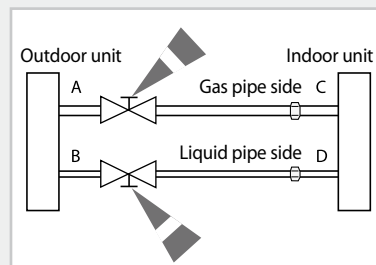 Outdoor unit Indoor unit
A Gas pipe side C
B Liquid pipe side D